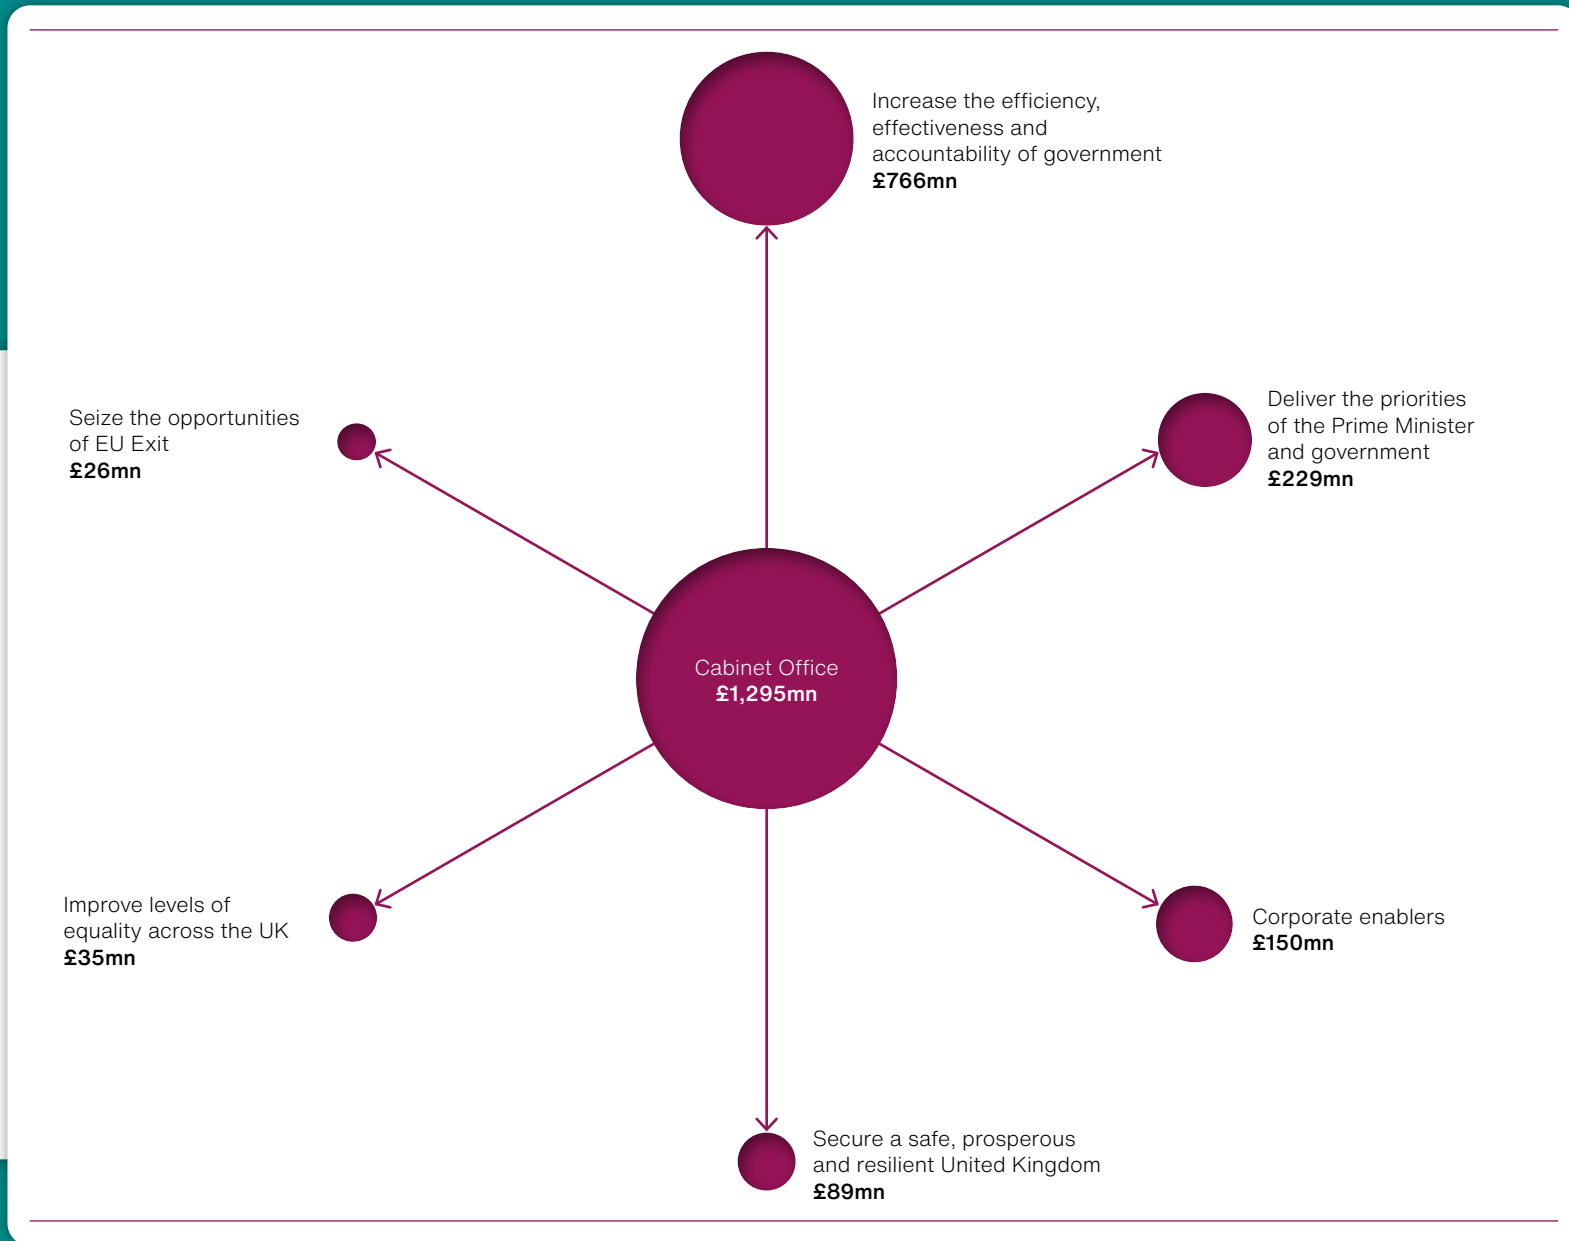 Increase the efficiency,
effectiveness and
accountability of government
£766mn
Deliver the priorities
of the Prime Minister
and government
£229mn
Seize the opportunities
of EU Exit
£26mn
Cabinet Office
£1,295mn
Improve levels of
equality across the UK
£35mn
Corporate enablers
£150mn
Secure a safe, prosperous
and resilient United Kingdom
£89mn